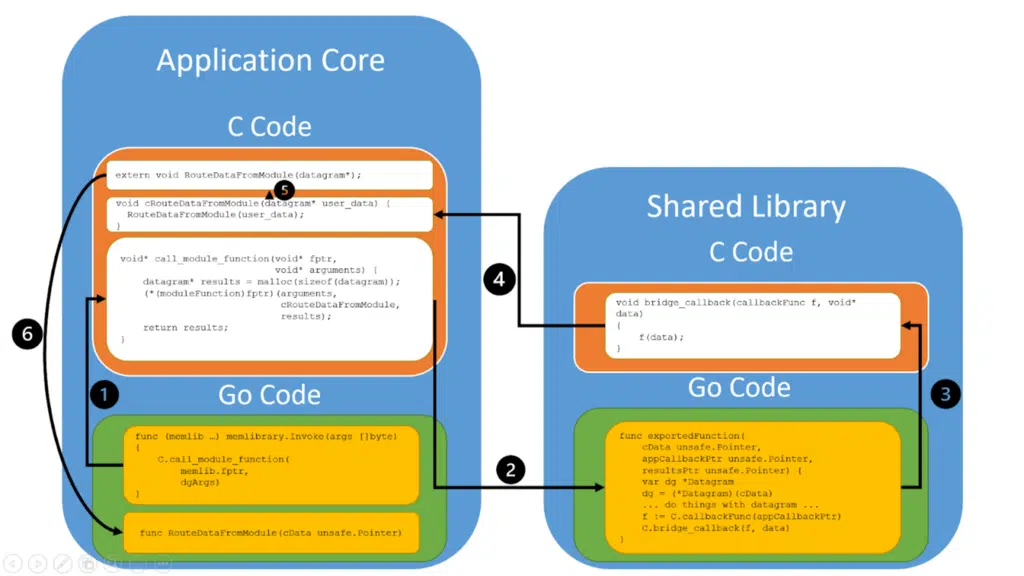 Application Core
C Code
extern void RouteDataFromModule(datagram*);
5
void cRouteDataFromModule(datagram* user_data) {
RouteDataFromModule(user_data);
}
void* call_module_function(void* fptr,
void* arguments) {
datagram* results = malloc(sizeof(datagram));
(*(moduleFunction)fptr)(arguments,
cRouteDataFromModule,
results);
return results;
}
6
1
Go Code
func (memlib …) memlibrary.Invoke(args []byte)
{
C.call_module_function(
memlib.fptr,
dgArgs)
}
func RouteDataFromModule(cData unsafe.Pointer)
4
2
Shared Library
C Code
void bridge_callback(callbackFunc f, void*
data)
{
f(data);
}
3
Go Code
func exportedFunction(
cData unsafe.Pointer,
appCallbackPtr unsafe.Pointer,
resultsPtr unsafe.Pointer) {
var dg *Datagram
dg = (*Datagram)(cData)
... do things with datagram ...
f := C.callbackFunc(appCallbackPtr)
C.bridge_callback(f, data)
}